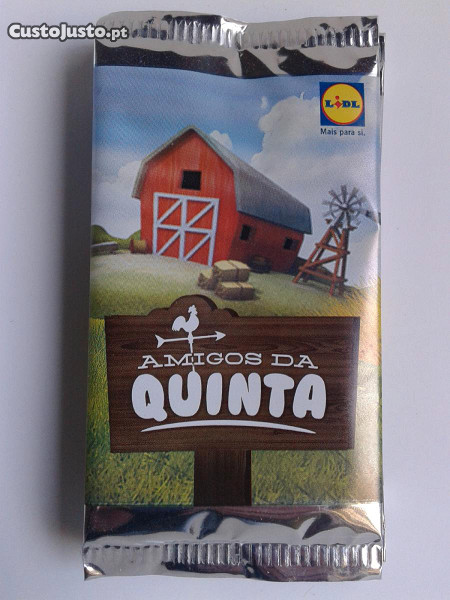 CustoJusto.pt
LIDL
Mais para si.
AMIGOS DA
QUINTA